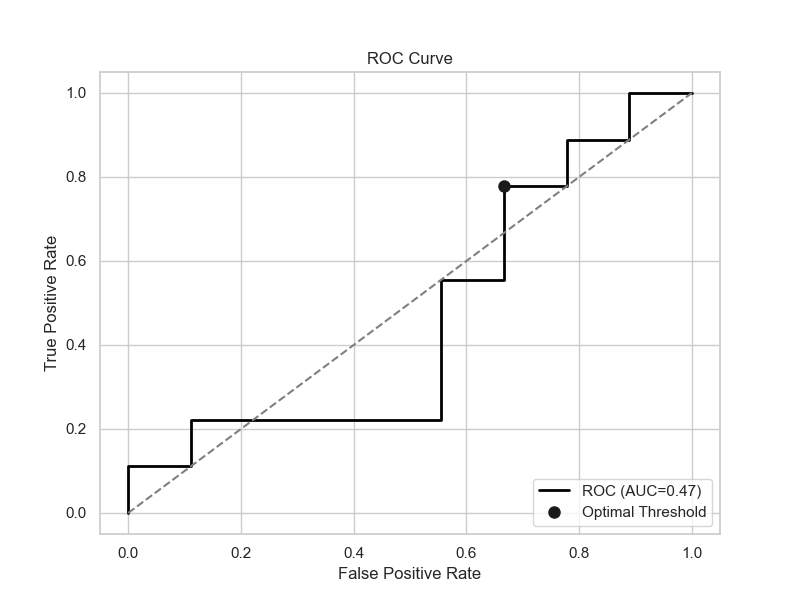 ROC Curve
1.0
0.8
0.6
0.4
0.2
0.0
True Positive Rate
0.0 0.2 0.4 0.6 0.8 1.0
False Positive Rate
ROC (AUC=0.47)
Optimal Threshold